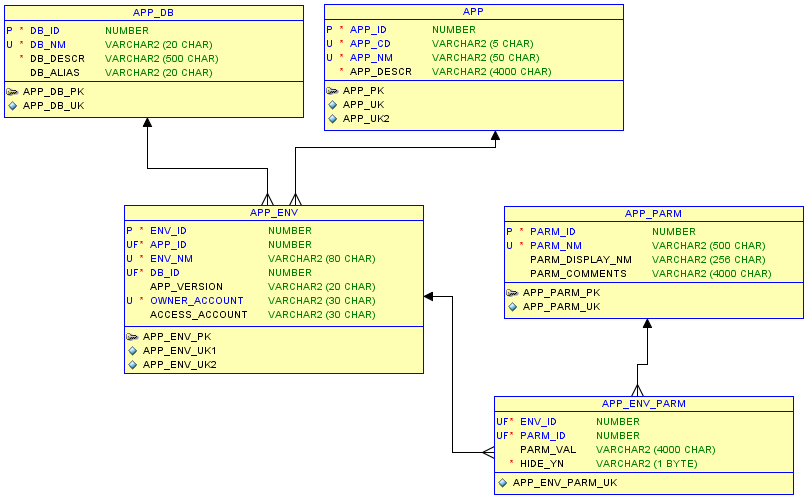 APP_DB
P * DB_ID NUMBER
U * DB_NM VARCHAR2 (20 CHAR)
* DB_DESCR VARCHAR2 (500 CHAR)
DB_ALIAS VARCHAR2 (20 CHAR)
APP_DB_PK
APP_DB_UK
APP
P * APP_ID NUMBER
U * APP_CD VARCHAR2 (5 CHAR)
U * APP_NM VARCHAR2 (50 CHAR)
* APP_DESCR VARCHAR2 (4000 CHAR)
APP_PK
APP_UK
APP_UK2
APP_ENV
P * ENV_ID NUMBER
UF* APP_ID NUMBER
U * ENV_NM VARCHAR2 (80 CHAR)
UF* DB_ID NUMBER
APP_VERSION VARCHAR2 (20 CHAR)
U * OWNER_ACCOUNT VARCHAR2 (30 CHAR)
ACCESS_ACCOUNT VARCHAR2 (30 CHAR)
APP_ENV_PK
APP_ENV_UK1
APP_ENV_UK2
APP_PARM
P * PARM_ID NUMBER
U * PARM_NM VARCHAR2 (500 CHAR)
PARM_DISPLAY_NM VARCHAR2 (256 CHAR)
PARM_COMMENTS VARCHAR2 (4000 CHAR)
APP_PARM_PK
APP_PARM_UK
APP_ENV_PARM
UF* ENV_ID NUMBER
UF* PARM_ID NUMBER
PARM_VAL VARCHAR2 (4000 CHAR)
* HIDE_YN VARCHAR2 (1 BYTE)
APP_ENV_PARM_UK